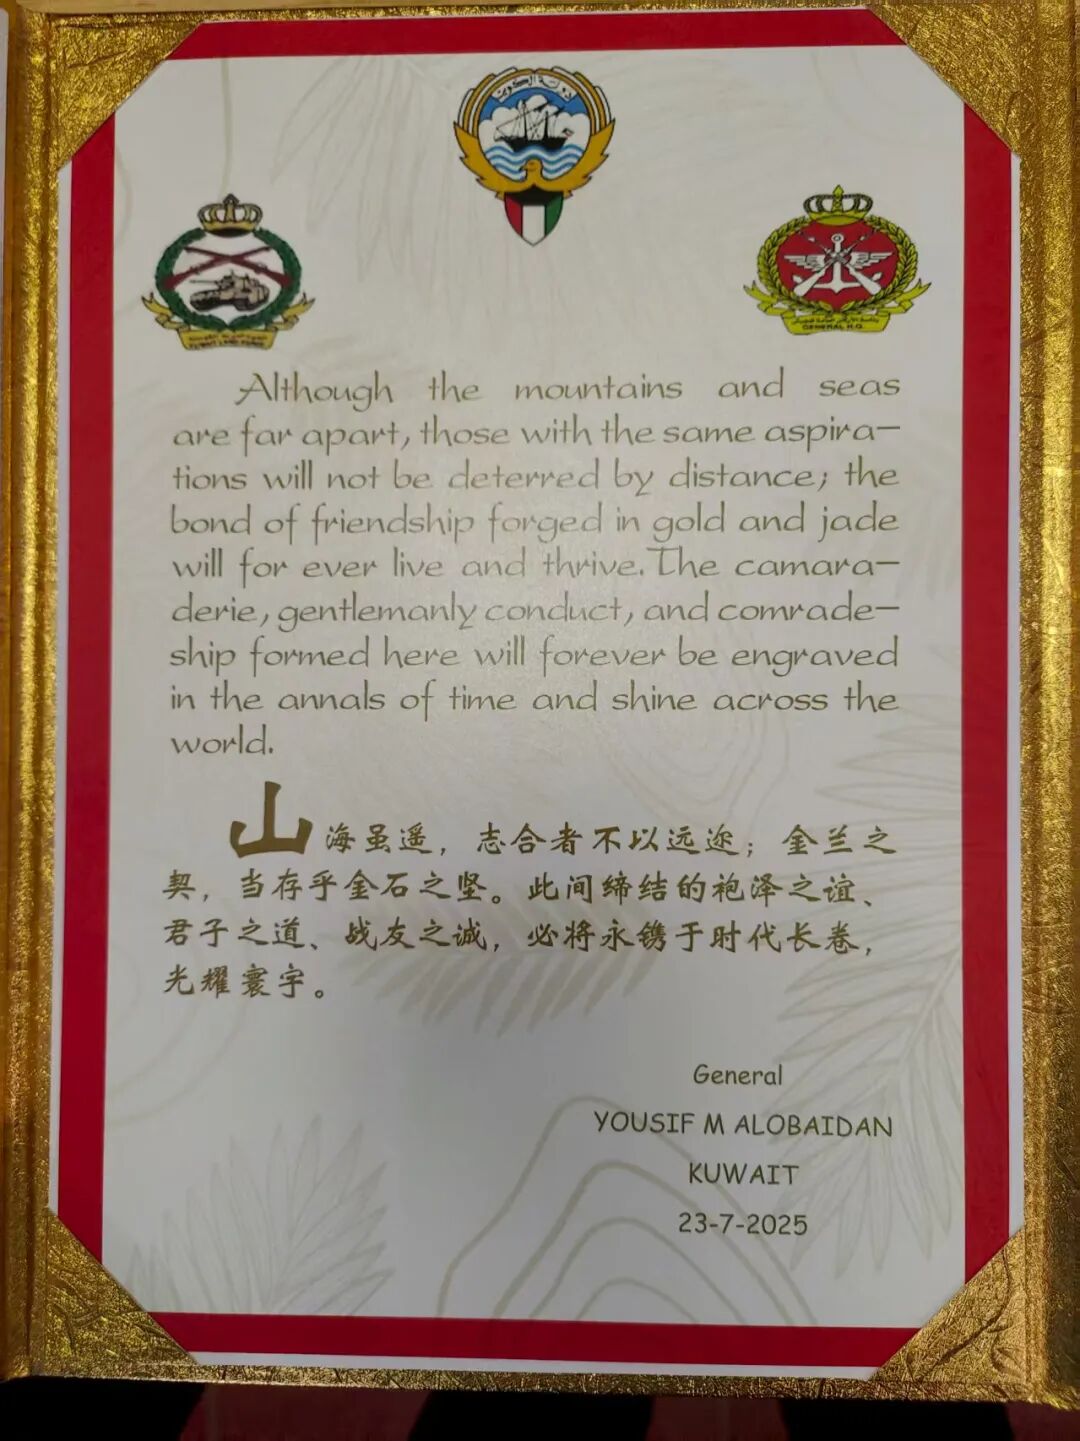 دولة الكويت
KUWAIT LAND FORCE
GENERAL H.Q.
Although the mountains and seas
are far apart, those with the same aspira-
tions will not be deterred by distance; the
bond of friendship forged in gold and jade
will for ever live and thrive. The camara-
derie, gentlemanly conduct, and comrade-
ship formed here will forever be engraved
in the annals of time and shine across the
world.
山海虽遥，志合者不以远迩；金兰之
契，当存乎金石之坚。此间缔结的袍泽之谊、
君子之道、战友之诚，必将永镌于时代长卷，
光耀寰宇。
General
YOUSIF M ALOBAIDAN
KUWAIT
23-7-2025